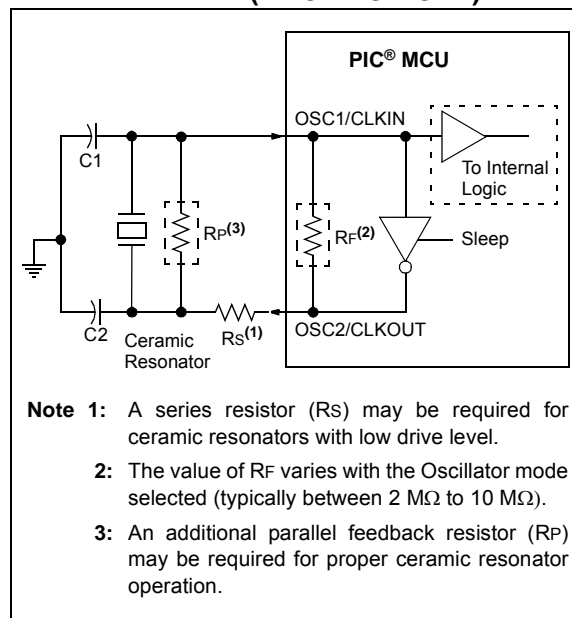 PIC® MCU
OSC1/CLKIN
C1
To Internal
Logic
RP(3)
RF(2)
Sleep
C2
Ceramic
Resonator
RS(1)
OSC2/CLKOUT
Note 1: A series resistor (RS) may be required for
ceramic resonators with low drive level.
2: The value of RF varies with the Oscillator mode
selected (typically between 2 MΩ to 10 MΩ).
3: An additional parallel feedback resistor (RP)
may be required for proper ceramic resonator
operation.